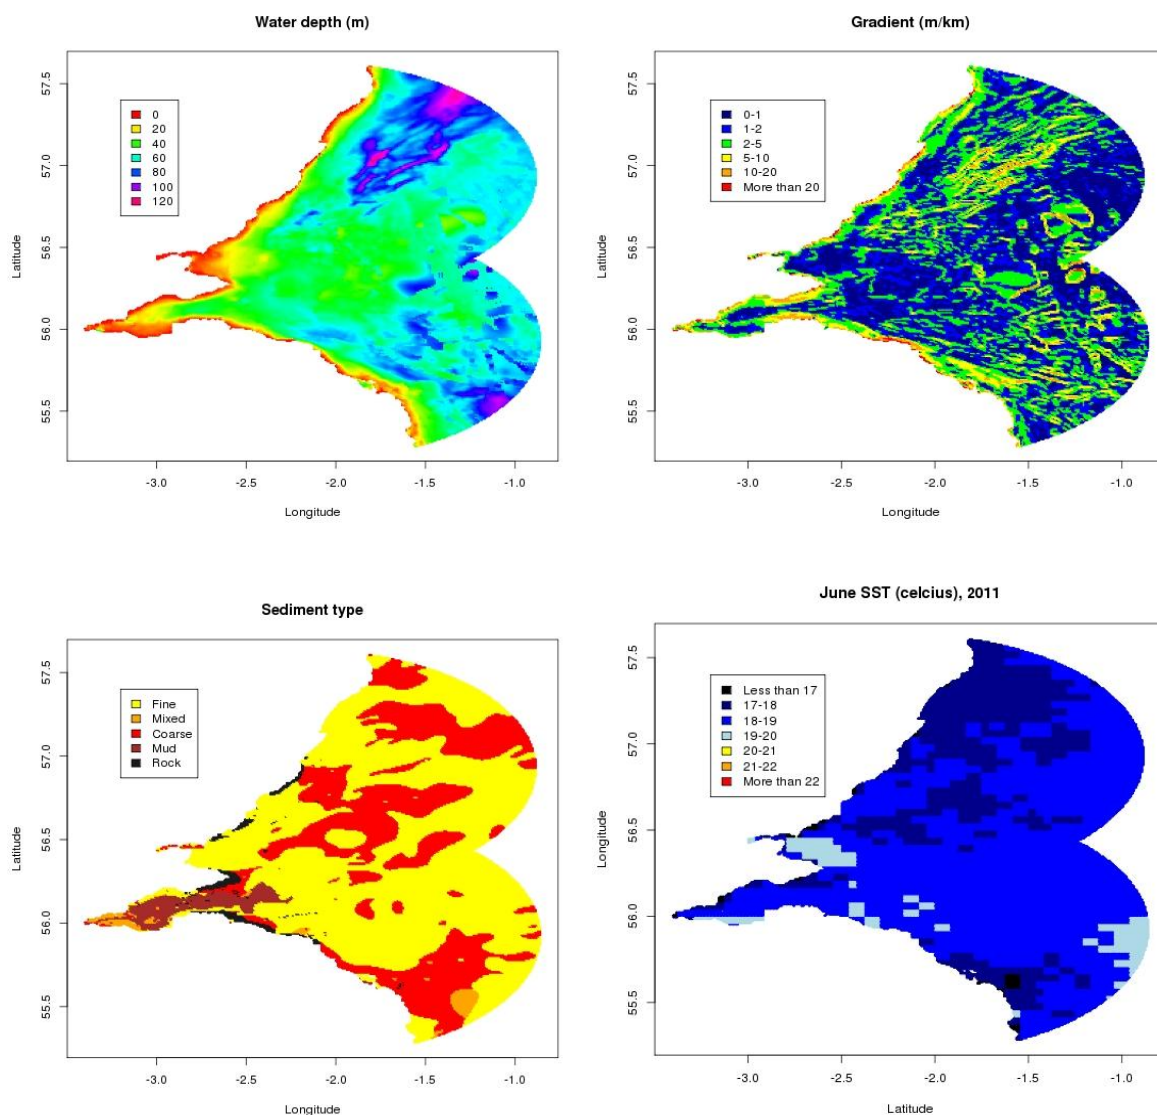 Water depth (m)
57.5
57.0
56.5
56.0
55.5
Latitude
0
20
40
60
80
100
120
-3.0 -2.5 -2.0 -1.5 -1.0
Longitude
Gradient (m/km)
57.5
57.0
56.5
56.0
55.5
Latitude
0-1
1-2
2-5
5-10
10-20
More than 20
-3.0 -2.5 -2.0 -1.5 -1.0
Longitude
Sediment type
57.5
57.0
56.5
56.0
55.5
Latitude
Fine
Mixed
Coarse
Mud
Rock
-3.0 -2.5 -2.0 -1.5 -1.0
Longitude
June SST (celcius), 2011
57.5
57.0
56.5
56.0
55.5
Longitude
Less than 17
17-18
18-19
19-20
20-21
21-22
More than 22
-3.0 -2.5 -2.0 -1.5 -1.0
Latitude